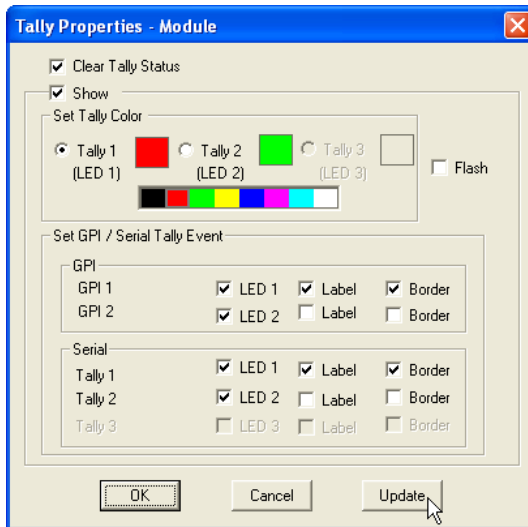 Tally Properties - Module
Clear Tally Status
Show
Set Tally Color
Tally 1 Tally 2 Tally 3
(LED 1) (LED 2) (LED 3)
Flash
Set GPI / Serial Tally Event
GPI
GPI 1 LED 1 Label Border
GPI 2 LED 2 Label Border
Serial
Tally 1 LED 1 Label Border
Tally 2 LED 2 Label Border
Tally 3 LED 3 Label Border
OK Cancel Update